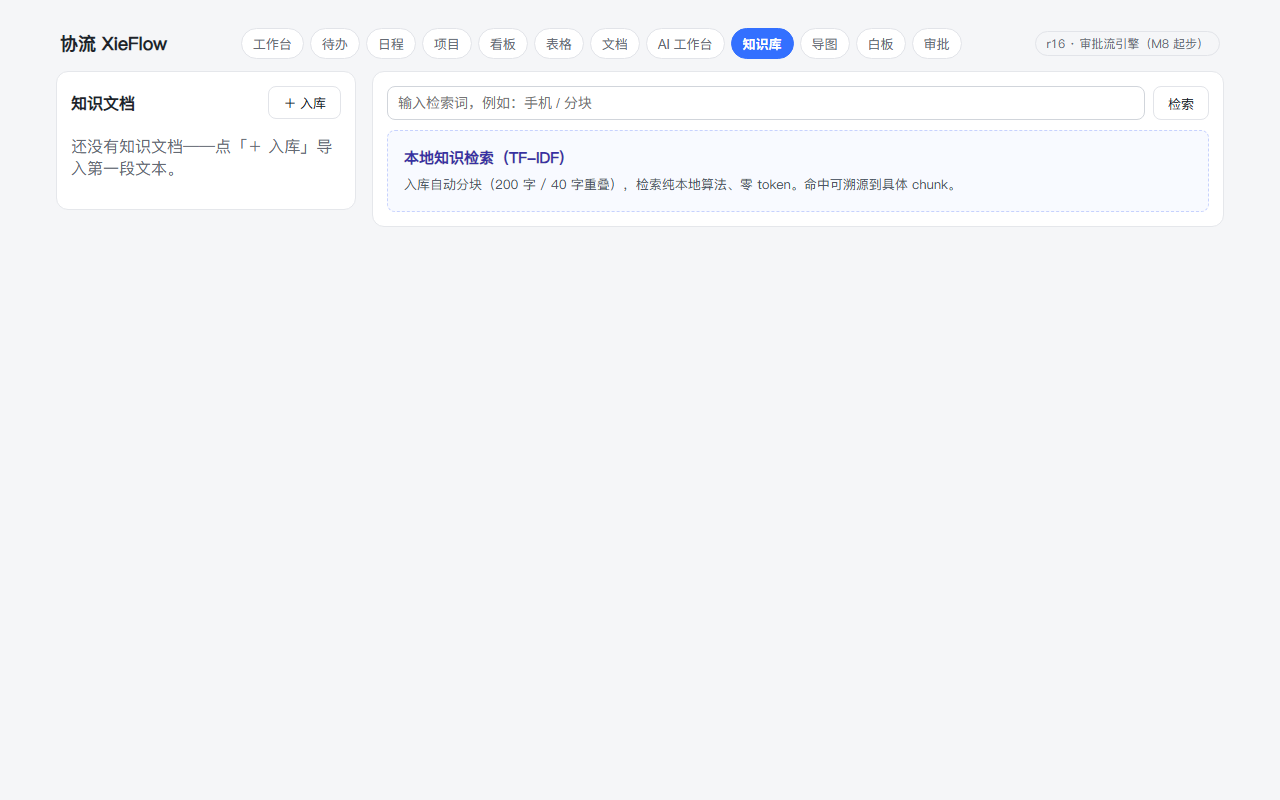 协流 XieFlow
工作台
待办
日程
项目
看板
表格
文档
AI 工作台
知识库
导图
白板
审批
r16 · 审批流引擎（M8 起步）
知识文档
＋ 入库
还没有知识文档——点「＋ 入库」导
入第一段文本。
输入检索词，例如：手机 / 分块
检索
本地知识检索（TF-IDF）
入库自动分块（200 字 / 40 字重叠），检索纯本地算法、零 token。命中可溯源到具体 chunk。